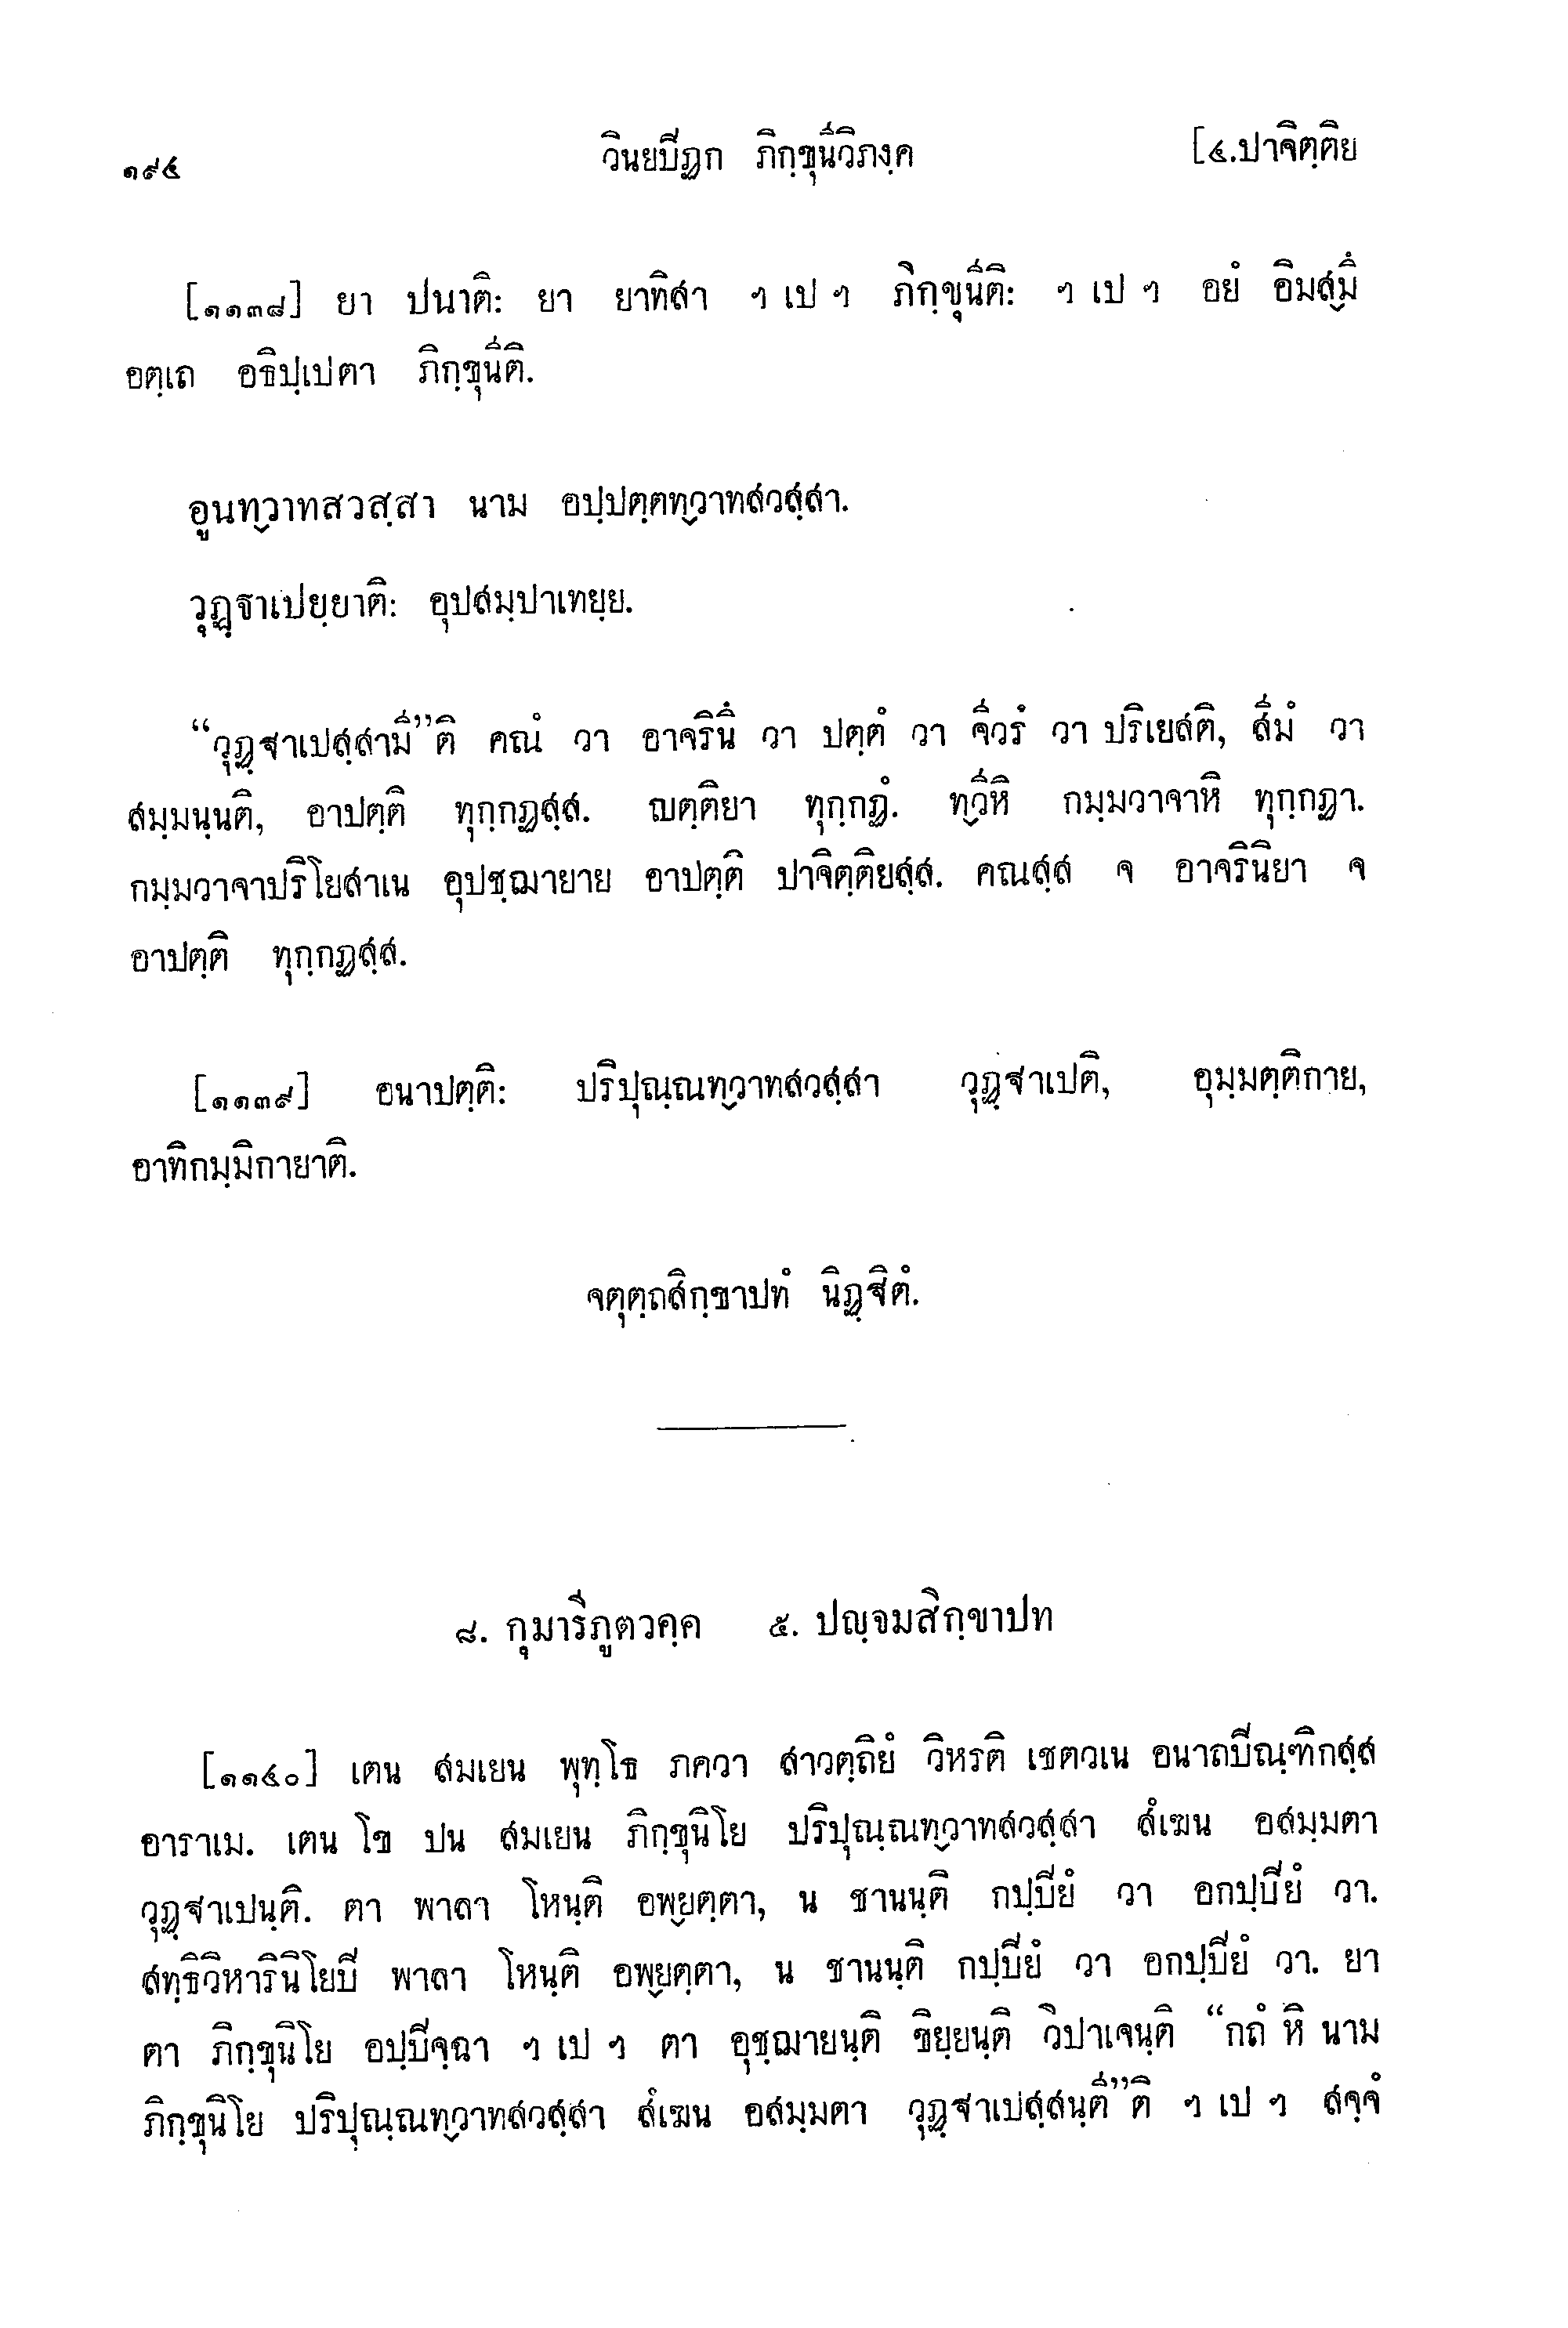 ๑๙๔ วินยปิฏก ภิกฺขุนีวิภงฺค [๔.ปาจิตฺติย
[๑๑๓๘] ยา ปนาติ: ยา ยาทิสา ฯ เป ฯ ภิกฺขุนีติ: ฯ เป ฯ อยํ อิมสฺมึ
อตฺเถ อธิปฺเปตา ภิกฺขุนีติ.
อูนทฺวาทสวสฺสา นาม อปฺปตฺตทฺวาทสวสฺสา.
วุฏฺฐาเปยฺยาติ: อุปสมฺปาเทยฺย.
“วุฏฺฐาเปสฺสามี”ติ คณํ วา อาจรินึ วา ปตฺตํ วา จีวรํ วา ปริเยสติ, สีมํ วา
สมฺมนฺนติ, อาปตฺติ ทุกฺกฏสฺส. ญตฺติยา ทุกฺกฏํ. ทฺวีหิ กมฺมวาจาหิ ทุกฺกฏา.
กมฺมวาจาปริโยสาเน อุปชฺฌายาย อาปตฺติ ปาจิตฺติยสฺส. คณสฺส จ อาจรินิยา จ
อาปตฺติ ทุกฺกฏสฺส.
[๑๑๓๙] อนาปตฺติ: ปริปุณฺณทฺวาทสวสฺสา วุฏฺฐาเปติ, อุมฺมตฺติกาย,
อาทิกมฺมิกายาติ.
จตุตฺถสิกฺขาปทํ นิฏฺฐิตํ.
๘. กุมารีภูตวคฺค ๕. ปญฺจมสิกฺขาปท
[๑๑๔๐] เตน สมเยน พุทฺโธ ภควา สาวตฺถิยํ วิหรติ เชตวเน อนาถปิณฺฑิกสฺส
อาราเม. เตน โข ปน สมเยน ภิกฺขุนิโย ปริปุณฺณทฺวาทสวสฺสา สํเฆน อสมฺมตา
วุฏฺฐาเปนฺติ. ตา พาลา โหนฺติ อพฺยตฺตา, น ชานนฺติ กปฺปิยํ วา อกปฺปิยํ วา.
สทฺธิวิหารินิโยปิ พาลา โหนฺติ อพฺยตฺตา, น ชานนฺติ กปฺปิยํ วา อกปฺปิยํ วา. ยา
ตา ภิกฺขุนิโย อปฺปิจฺฉา ฯ เป ฯ ตา อุชฺฌายนฺติ ขิยฺยนฺติ วิปาเจนฺติ “กถํ หิ นาม
ภิกฺขุนิโย ปริปุณฺณทฺวาทสวสฺสา สํเฆน อสมฺมตา วุฏฺฐาเปสฺสนฺตี”ติ ฯ เป ฯ สจฺจํ